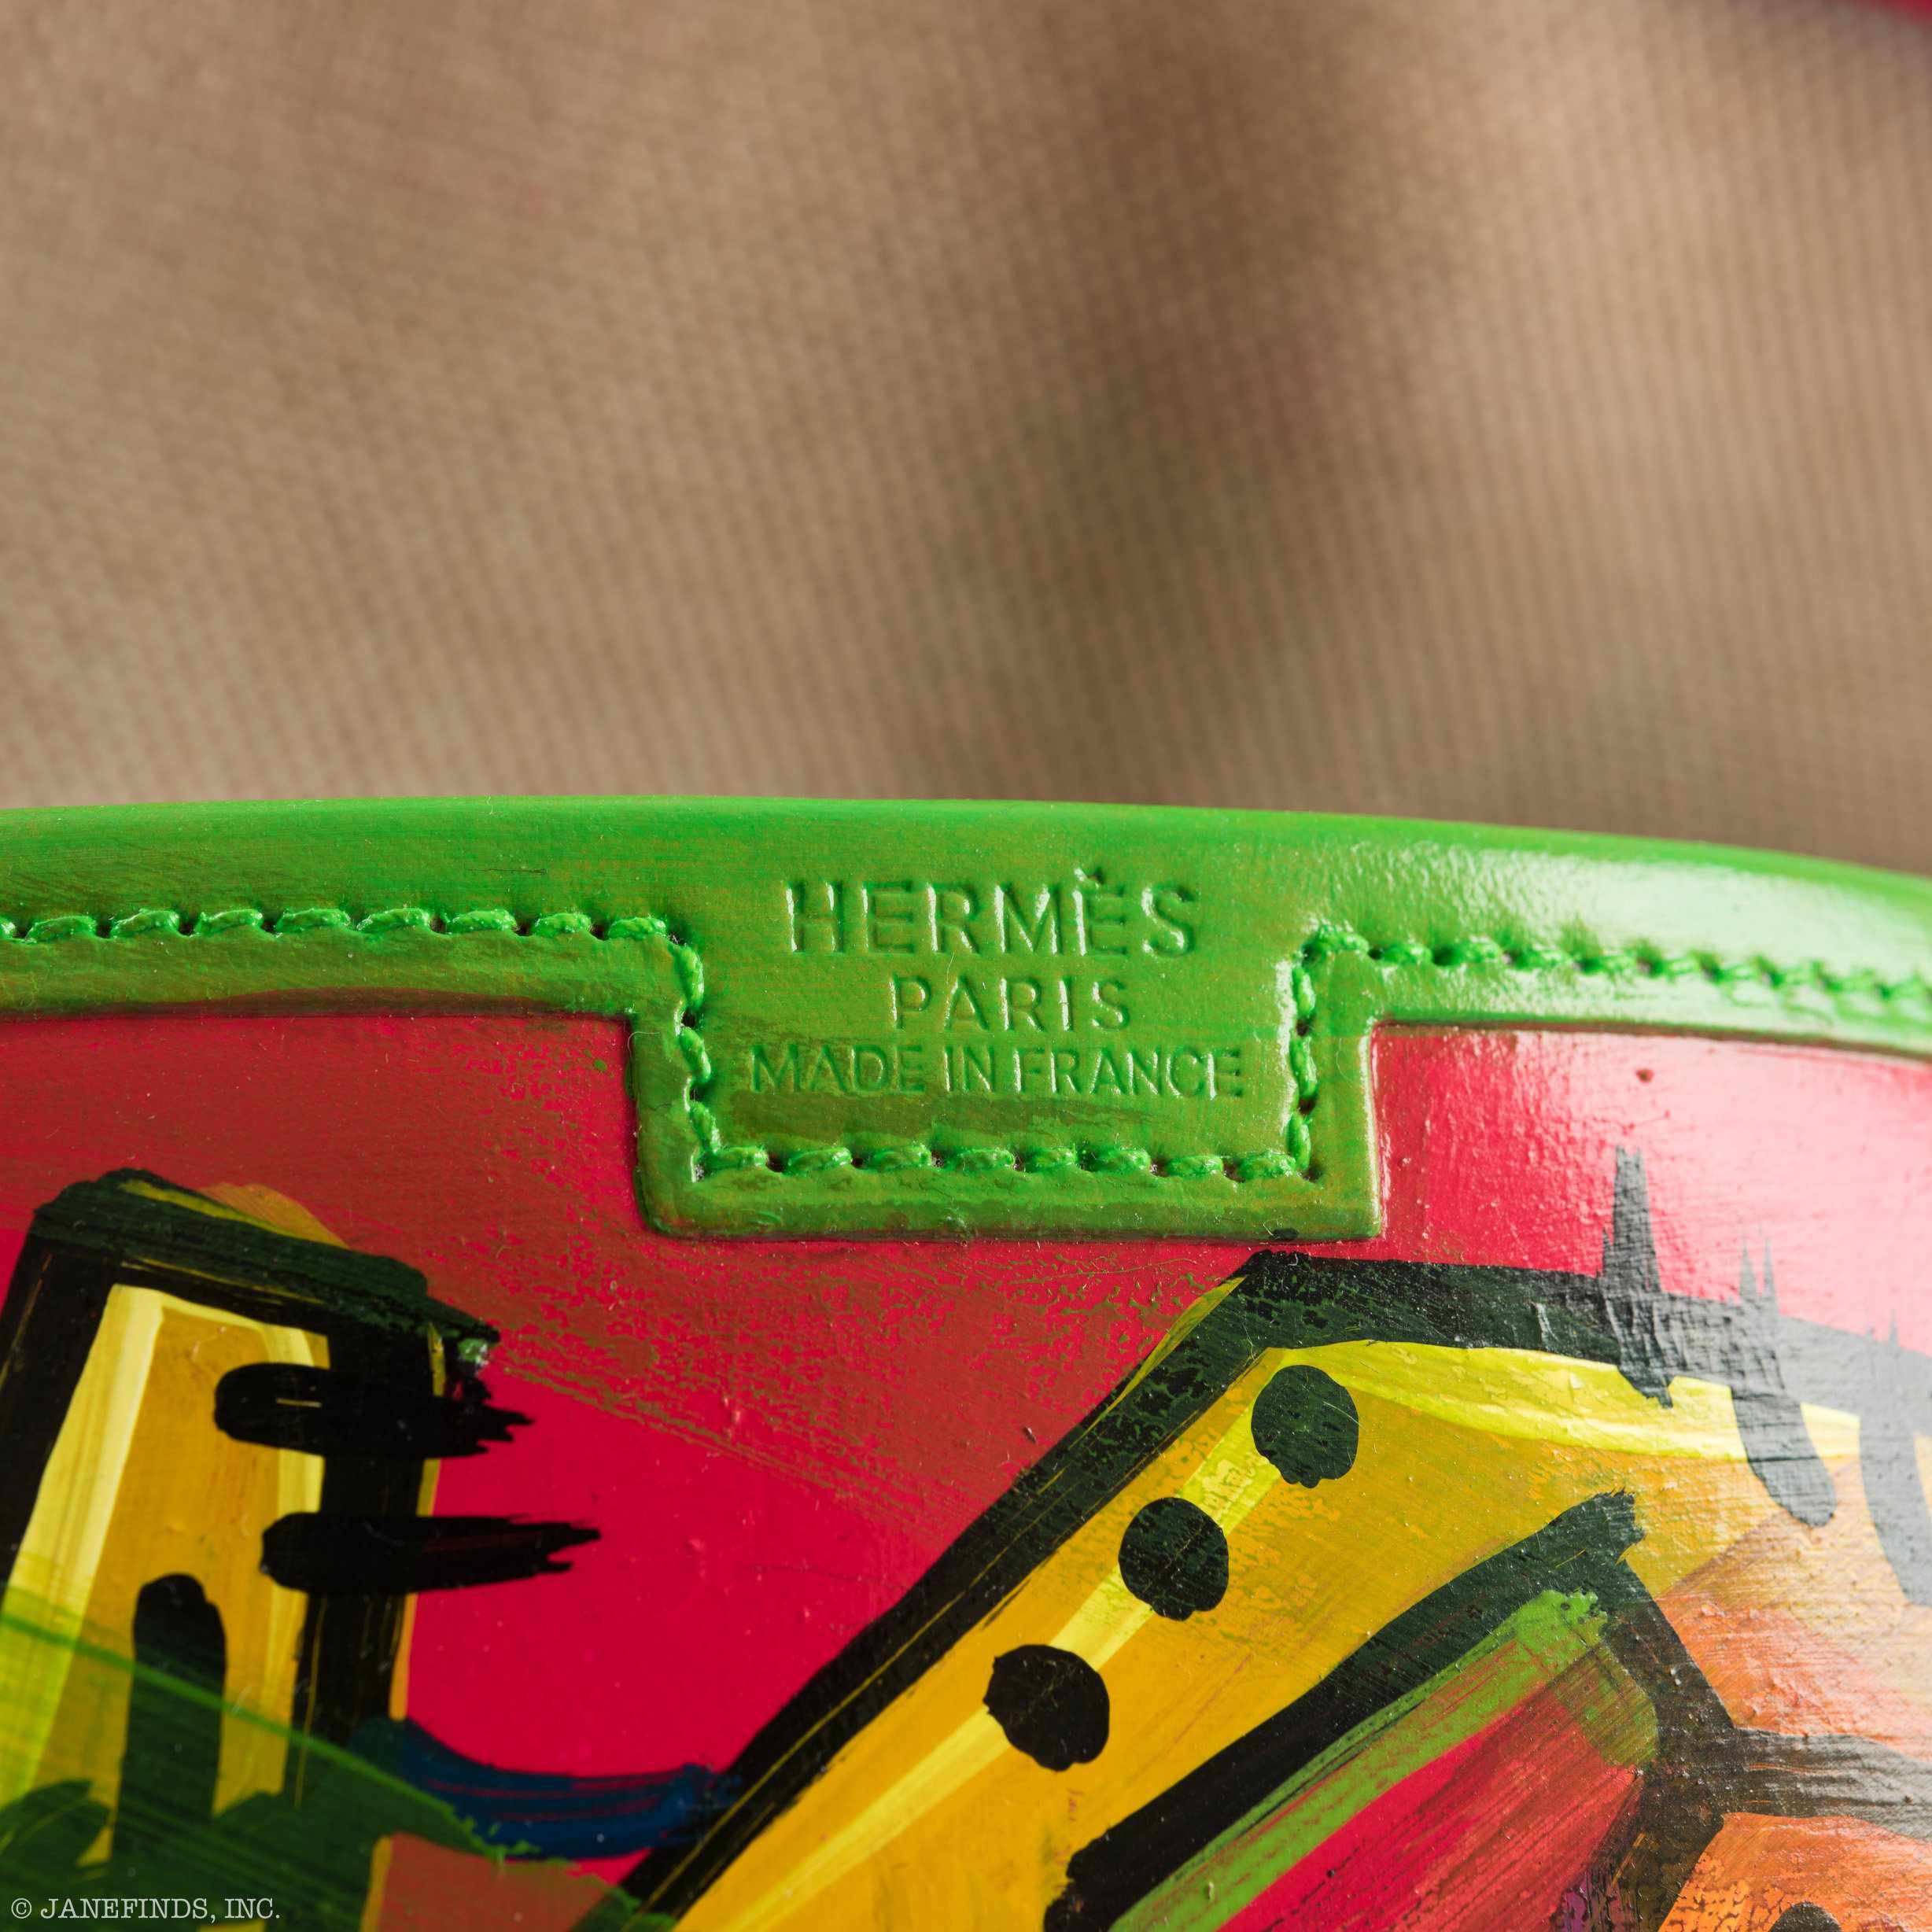 HERMÈS
PARIS
MADE IN FRANCE
© JANEFINDS, INC.